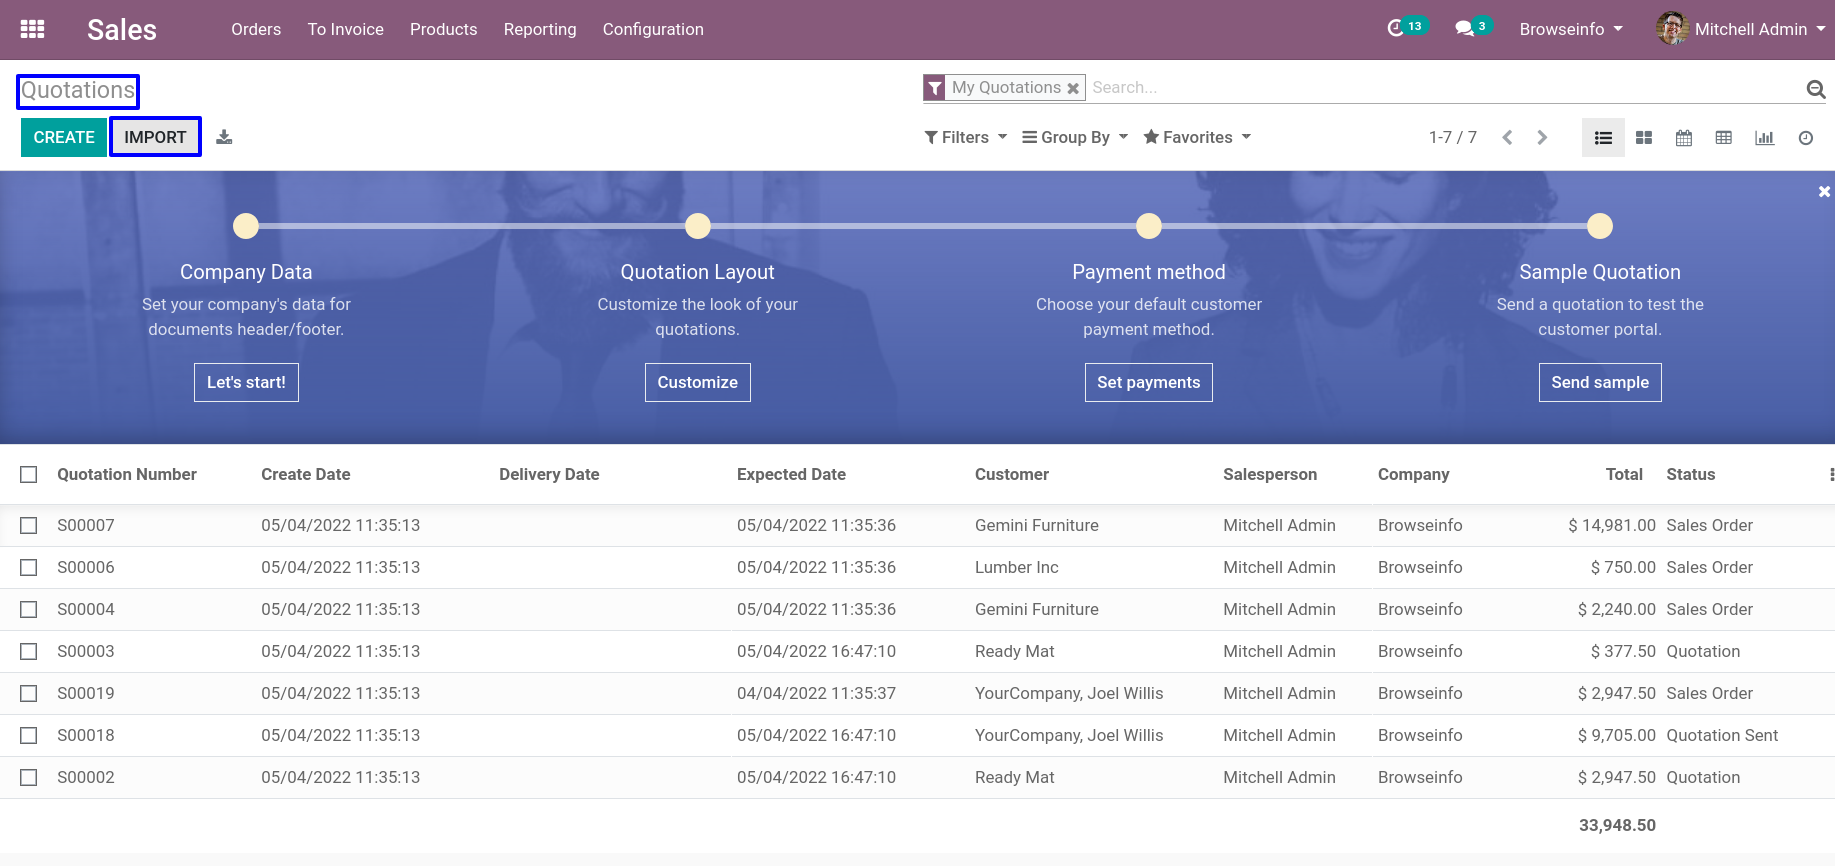 Sales Orders To Invoice Products Reporting Configuration 13 3 Browseinfo Mitchell Admin
Quotations My Quotations Search...
CREATE IMPORT Filters Group By Favorites 1-7 / 7
Company Data Quotation Layout Payment method Sample Quotation
Set your company's data for Customize the look of your Choose your default customer Send a quotation to test the
documents header/footer. quotations. payment method. customer portal.
Let's start! Customize Set payments Send sample
Quotation Number Create Date Delivery Date Expected Date Customer Salesperson Company Total Status
S00007 05/04/2022 11:35:13 05/04/2022 11:35:36 Gemini Furniture Mitchell Admin Browseinfo $ 14,981.00 Sales Order
S00006 05/04/2022 11:35:13 05/04/2022 11:35:36 Lumber Inc Mitchell Admin Browseinfo $ 750.00 Sales Order
S00004 05/04/2022 11:35:13 05/04/2022 11:35:36 Gemini Furniture Mitchell Admin Browseinfo $ 2,240.00 Sales Order
S00003 05/04/2022 11:35:13 05/04/2022 16:47:10 Ready Mat Mitchell Admin Browseinfo $ 377.50 Quotation
S00019 05/04/2022 11:35:13 04/04/2022 11:35:37 YourCompany, Joel Willis Mitchell Admin Browseinfo $ 2,947.50 Sales Order
S00018 05/04/2022 11:35:13 05/04/2022 16:47:10 YourCompany, Joel Willis Mitchell Admin Browseinfo $ 9,705.00 Quotation Sent
S00002 05/04/2022 11:35:13 05/04/2022 16:47:10 Ready Mat Mitchell Admin Browseinfo $ 2,947.50 Quotation
33,948.50